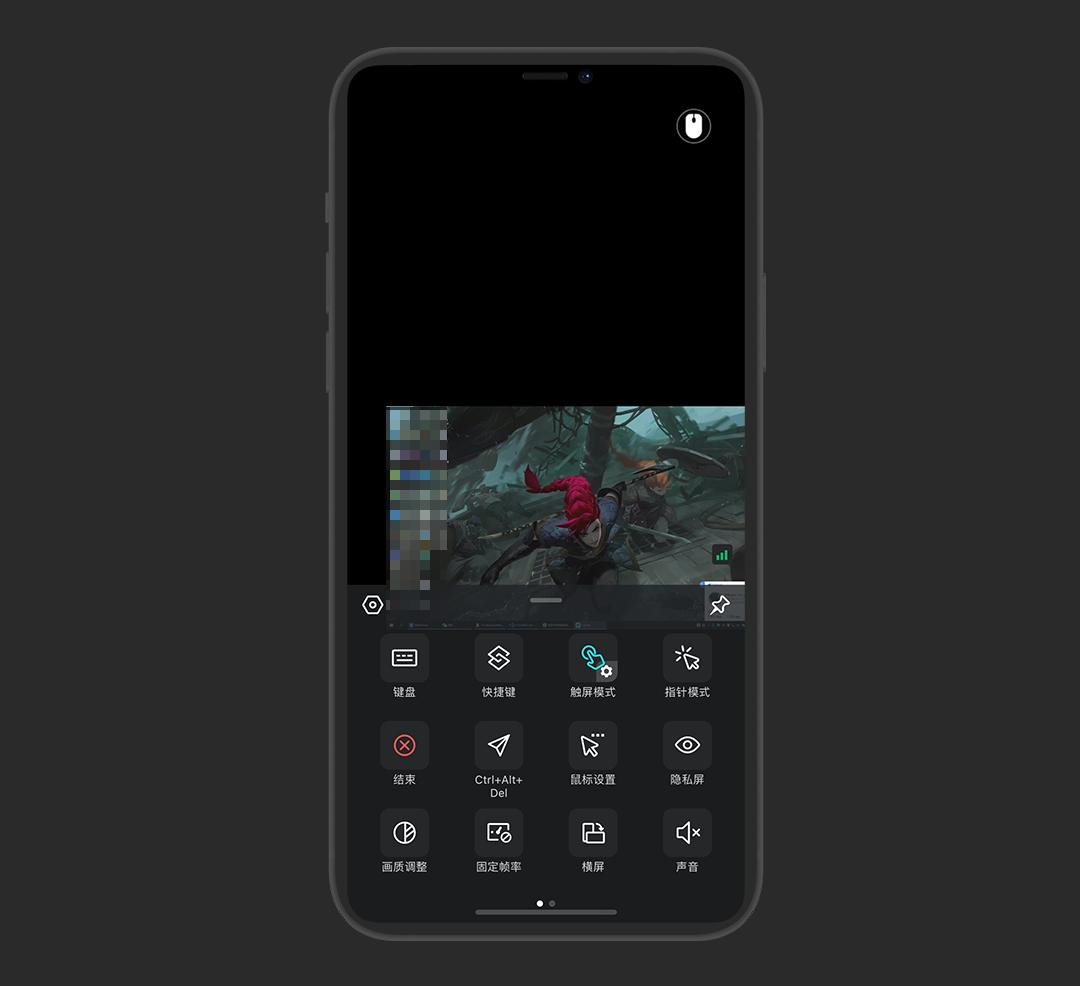 键盘
快捷键
触屏模式
指针模式
结束
Ctrl+Alt+
Del
鼠标设置
隐私屏
画质调整
固定帧率
横屏
声音